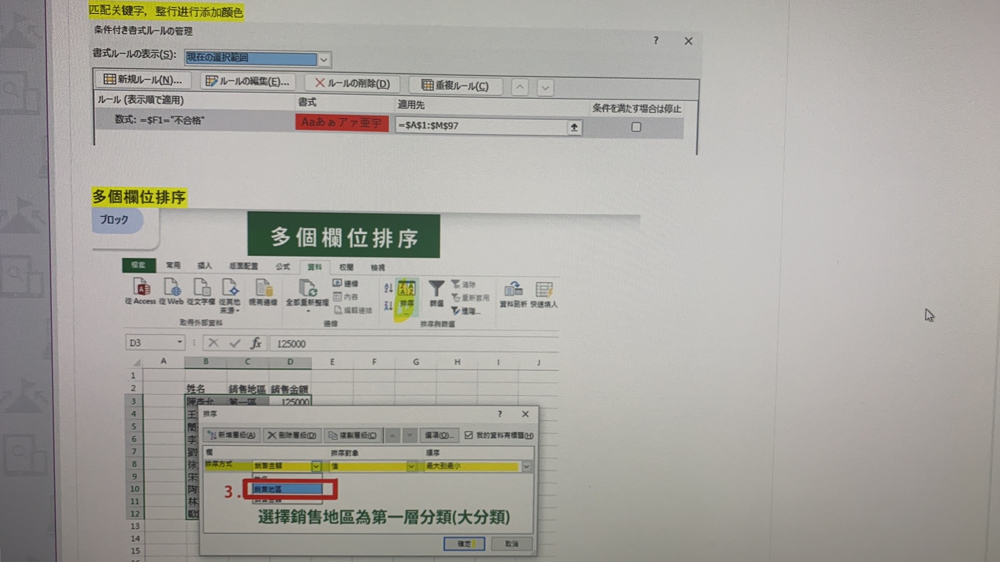 匹配关键字，整行进行添加颜色
条件付き書式ルールの管理
? ×
書式ルールの表示(S): 現在の選択範囲
新規ルール(N)... ルールの編集(E)... ルールの削除(D) 重複ルール(C)
ルール (表示順で適用) 書式 適用先 条件を満たす場合は停止
数式: =$F1="不合格" Aaあぁアァ亜宇 =$A$1:$M$97
多個欄位排序
ブロック
多個欄位排序
檔案 常用 插入 版面配置 公式 資料 校閱 檢視
從 Access 從 Web 從文字檔 從其他來源 現有連線 全部重新整理
連線
內容
編輯連結
排序 篩選
清除
重新套用
進階...
資料剖析 快速填入
取得外部資料 連線 排序與篩選
D3 fx 125000
A B C D E F G H I J
1
2 姓名 銷售地區 銷售金額
3 陳彥允 第一區 125000
4 王
5 簡
6 李
7 劉
8 徐
9 宋
10 陶
11 林
12 歐
13
14
15
排序 ? ×
新增層級(A) 刪除層級(D) 複製層級(C) 選項(O)... 我的資料有標題(H)
欄 排序對象 順序
排序方式 銷售金額 值 最大到最小
姓名
3. 銷售地區
銷售金額
選擇銷售地區為第一層分類(大分類)
確定 取消